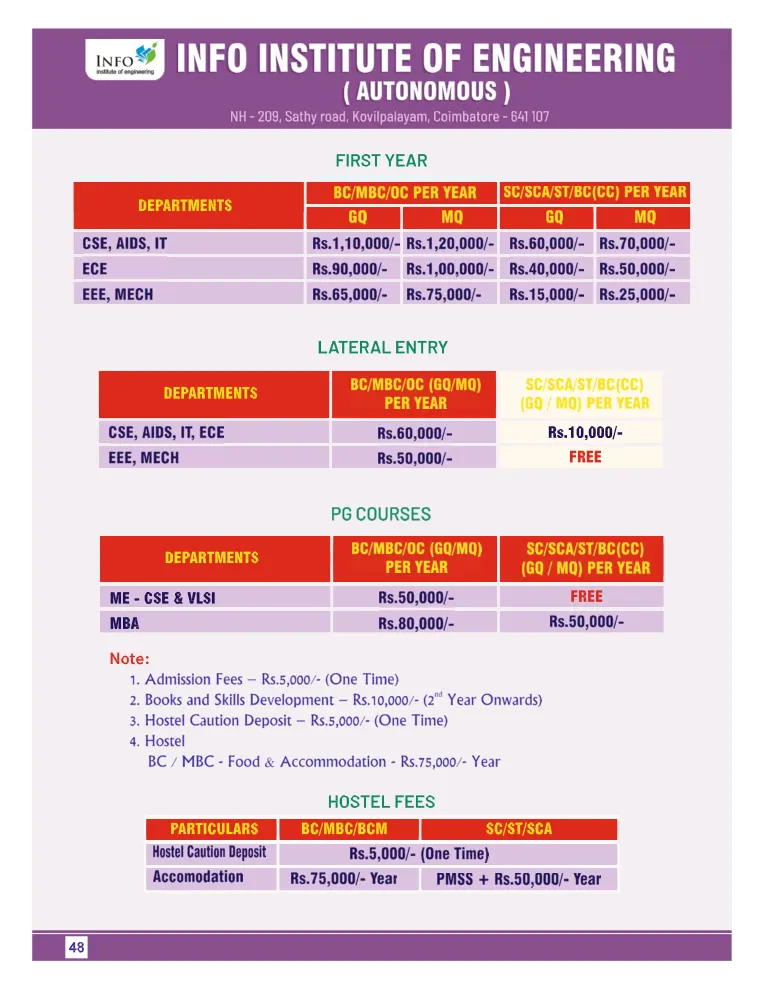 INFO
institute of engineering
INFO INSTITUTE OF ENGINEERING
( AUTONOMOUS )
NH - 209, Sathy road, Kovilpalayam, Coimbatore - 641 107
FIRST YEAR
DEPARTMENTS BC/MBC/OC PER YEAR SC/SCA/ST/BC(CC) PER YEAR
GQ MQ GQ MQ
CSE, AIDS, IT Rs.1,10,000/- Rs.1,20,000/- Rs.60,000/- Rs.70,000/-
ECE Rs.90,000/- Rs.1,00,000/- Rs.40,000/- Rs.50,000/-
EEE, MECH Rs.65,000/- Rs.75,000/- Rs.15,000/- Rs.25,000/-
LATERAL ENTRY
DEPARTMENTS BC/MBC/OC (GQ/MQ) SC/SCA/ST/BC(CC)
PER YEAR (GQ / MQ) PER YEAR
CSE, AIDS, IT, ECE Rs.60,000/- Rs.10,000/-
EEE, MECH Rs.50,000/- FREE
PG COURSES
DEPARTMENTS BC/MBC/OC (GQ/MQ) SC/SCA/ST/BC(CC)
PER YEAR (GQ / MQ) PER YEAR
ME - CSE & VLSI Rs.50,000/- FREE
MBA Rs.80,000/- Rs.50,000/-
Note:
1. Admission Fees – Rs.5,000/- (One Time)
2. Books and Skills Development – Rs.10,000/- (2nd Year Onwards)
3. Hostel Caution Deposit – Rs.5,000/- (One Time)
4. Hostel
BC / MBC - Food & Accommodation - Rs.75,000/- Year
HOSTEL FEES
PARTICULARS BC/MBC/BCM SC/ST/SCA
Hostel Caution Deposit Rs.5,000/- (One Time)
Accomodation Rs.75,000/- Year PMSS + Rs.50,000/- Year
48